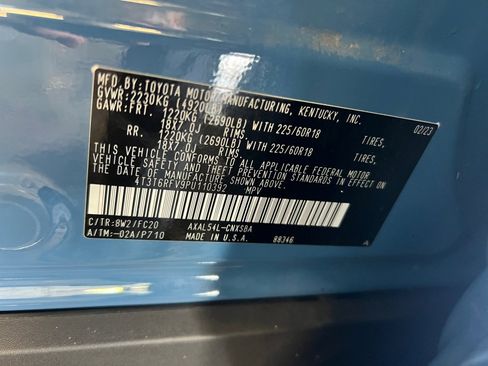 MFD.BY:TOYOTA MOTOR MANUFACTURING, KENTUCKY, INC.
GVWR:2230KG (4920LB) 02/23
GAWR:FRT. 1220KG (2690LB) WITH 225/60R18 TIRES,
18X7.0J RIMS
RR. 1220KG (2690LB) WITH 225/60R18 TIRES,
18X7.0J RIMS
THIS VEHICLE CONFORMS TO ALL APPLICABLE FEDERAL MOTOR
VEHICLE SAFETY AND THEFT PREVENTION STANDARDS IN EFFECT ON
THE DATE OF MANUFACTURE SHOWN ABOVE.
4T3T6RFV9PU110392 MPV
C/TR:8W2/FC20 AXAL54L-CNXSBA
A/TM:-02A/P710 MADE IN U.S.A. 88346 A